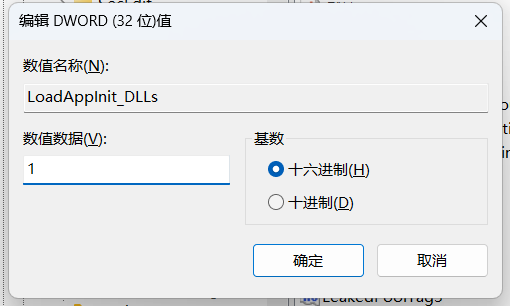 编辑 DWORD (32 位)值
数值名称(N):
LoadAppInit_DLLs
数值数据(V):
1
基数
十六进制(H)
十进制(D)
确定
取消